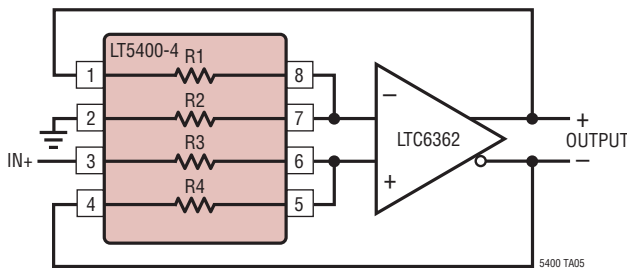 LT5400-4
R1
1
8
R2
2
7
R3
IN+
3
6
R4
4
5
−
+
LTC6362
+
OUTPUT
−
5400 TA05